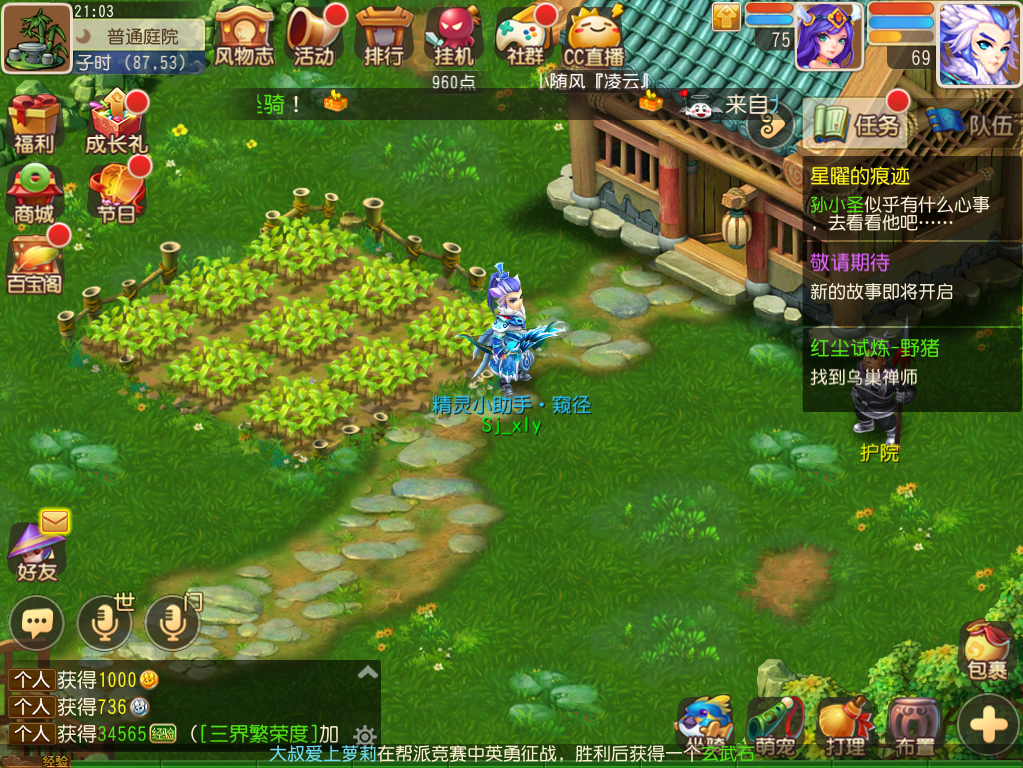 21:03
普通庭院
子时（87,53）
风物志
活动
排行
挂机
960点
社群
CC直播
75
69
随风『凌云』
骑！
来自
福利
成长礼
商城
节日
百宝阁
任务
队伍
星曜的痕迹
孙小圣似乎有什么心事
，去看看他吧……
敬请期待
新的故事即将开启
红尘试炼-野猪
找到乌巢禅师
护院
精灵小助手·窥径
Sj_xly
好友
世
门
个人 获得1000
个人 获得736
个人 获得34565经验（[三界繁荣度]加
大叔爱上萝莉在帮派竞赛中英勇征战，胜利后获得一个玄武石
经验
坐骑
萌宠
打理
布置
包裹